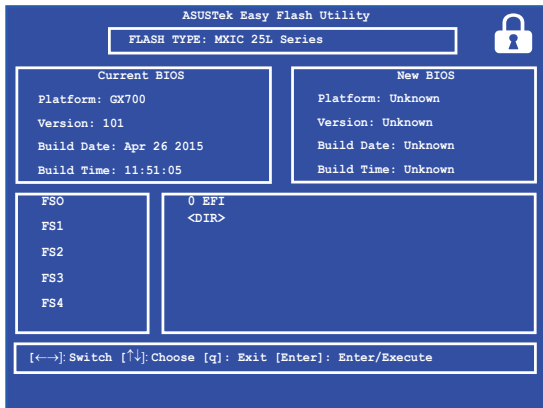 ASUSTek Easy Flash Utility
FLASH TYPE: MXIC 25L Series
Current BIOS
Platform: GX700
Version: 101
Build Date: Apr 26 2015
Build Time: 11:51:05
New BIOS
Platform: Unknown
Version: Unknown
Build Date: Unknown
Build Time: Unknown
FSO
FS1
FS2
FS3
FS4
0 EFI
<DIR>
[←→]: Switch [↑↓]: Choose [q]: Exit [Enter]: Enter/Execute